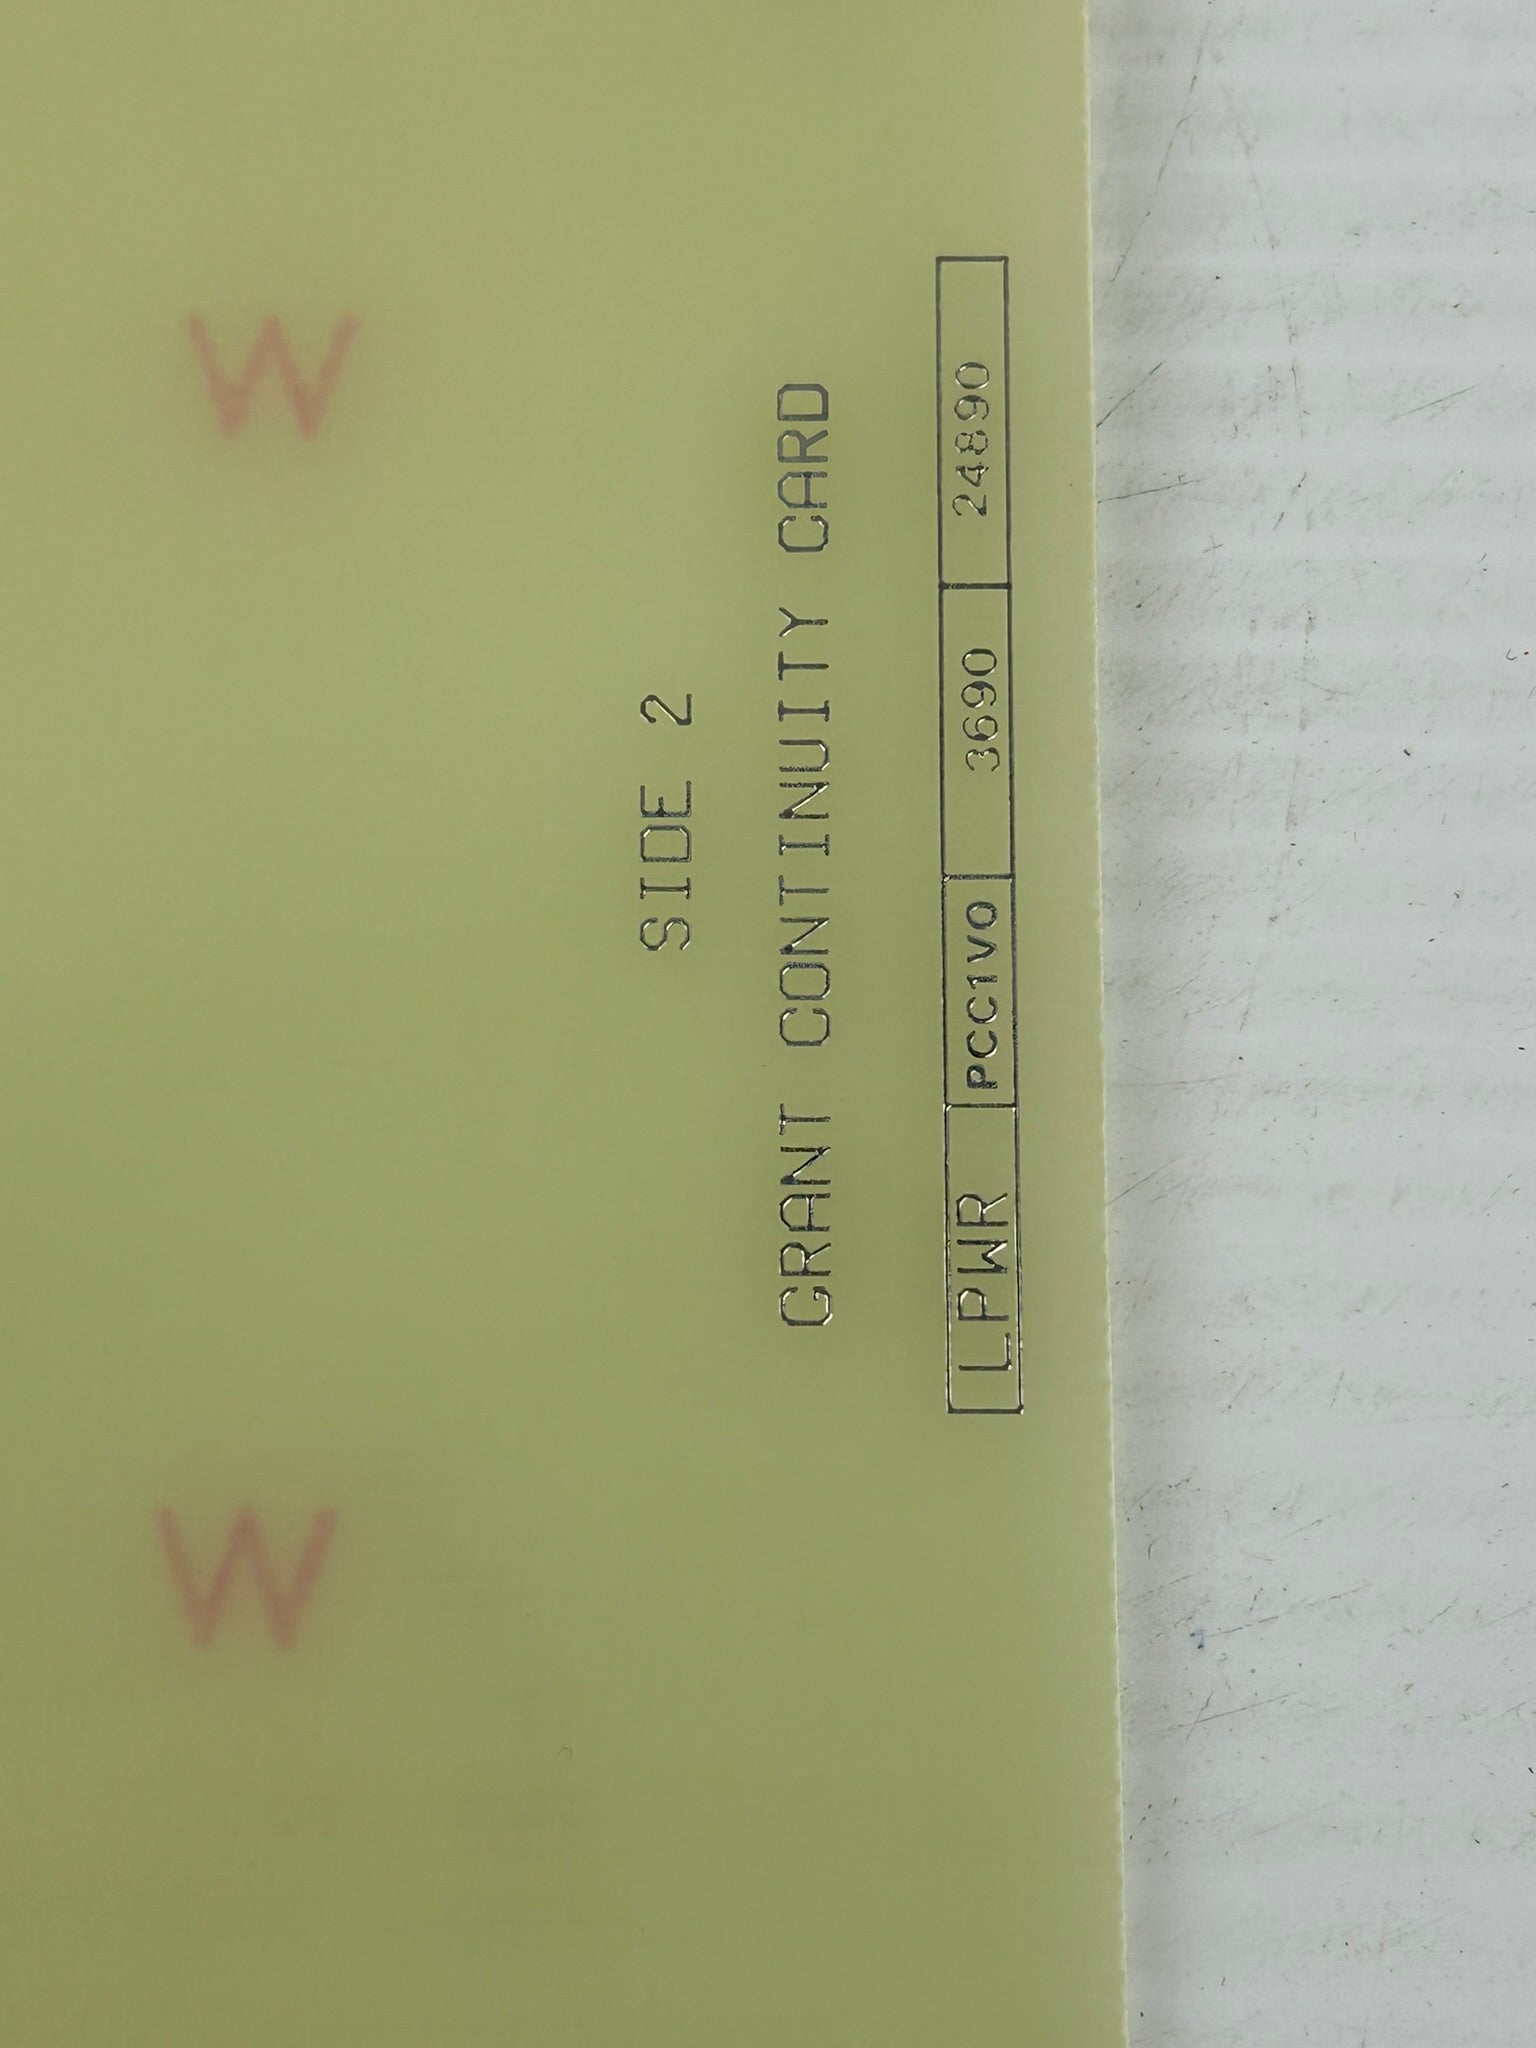 SIDE 2
GRANT CONTINUITY CARD
LPWR PCC1V0 3690 24890
W
W